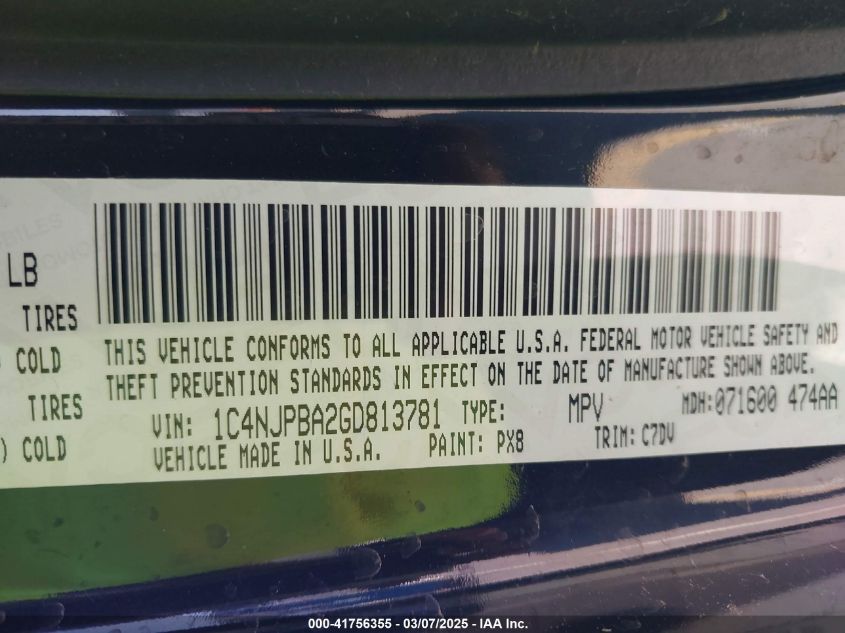 LB
TIRES
COLD
TIRES
) COLD
THIS VEHICLE CONFORMS TO ALL APPLICABLE U.S.A. FEDERAL MOTOR VEHICLE SAFETY AND
THEFT PREVENTION STANDARDS IN EFFECT ON THE DATE OF MANUFACTURE SHOWN ABOVE.
VIN: 1C4NJPBA2GD813781 TYPE: MPV MDH:071600 474AA
VEHICLE MADE IN U.S.A. PAINT: PX8 TRIM: C7DV
000-41756355 — 03/07/2025 — IAA Inc.